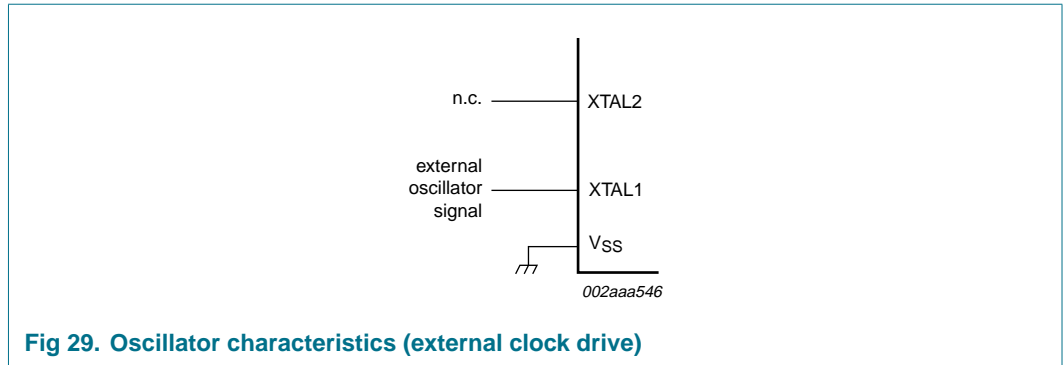 n.c.
XTAL2
external
oscillator
signal
XTAL1
VSS
002aaa546
Fig 29. Oscillator characteristics (external clock drive)